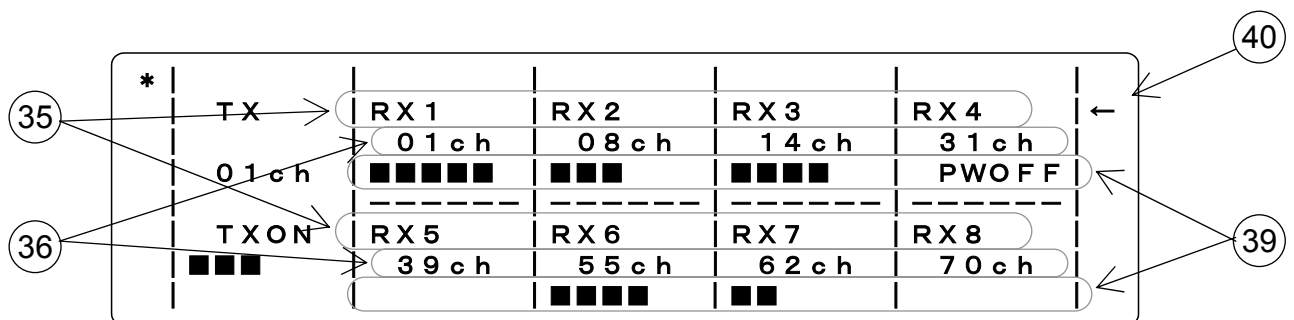 40
*
35 TX RX1 RX2 RX3 RX4 ←
01ch 08ch 14ch 31ch
01ch ■■■■■ ■■■ ■■■■ PWOFF
36 TXON RX5 RX6 RX7 RX8 39
■■■ 39ch 55ch 62ch 70ch
■■■■ ■■